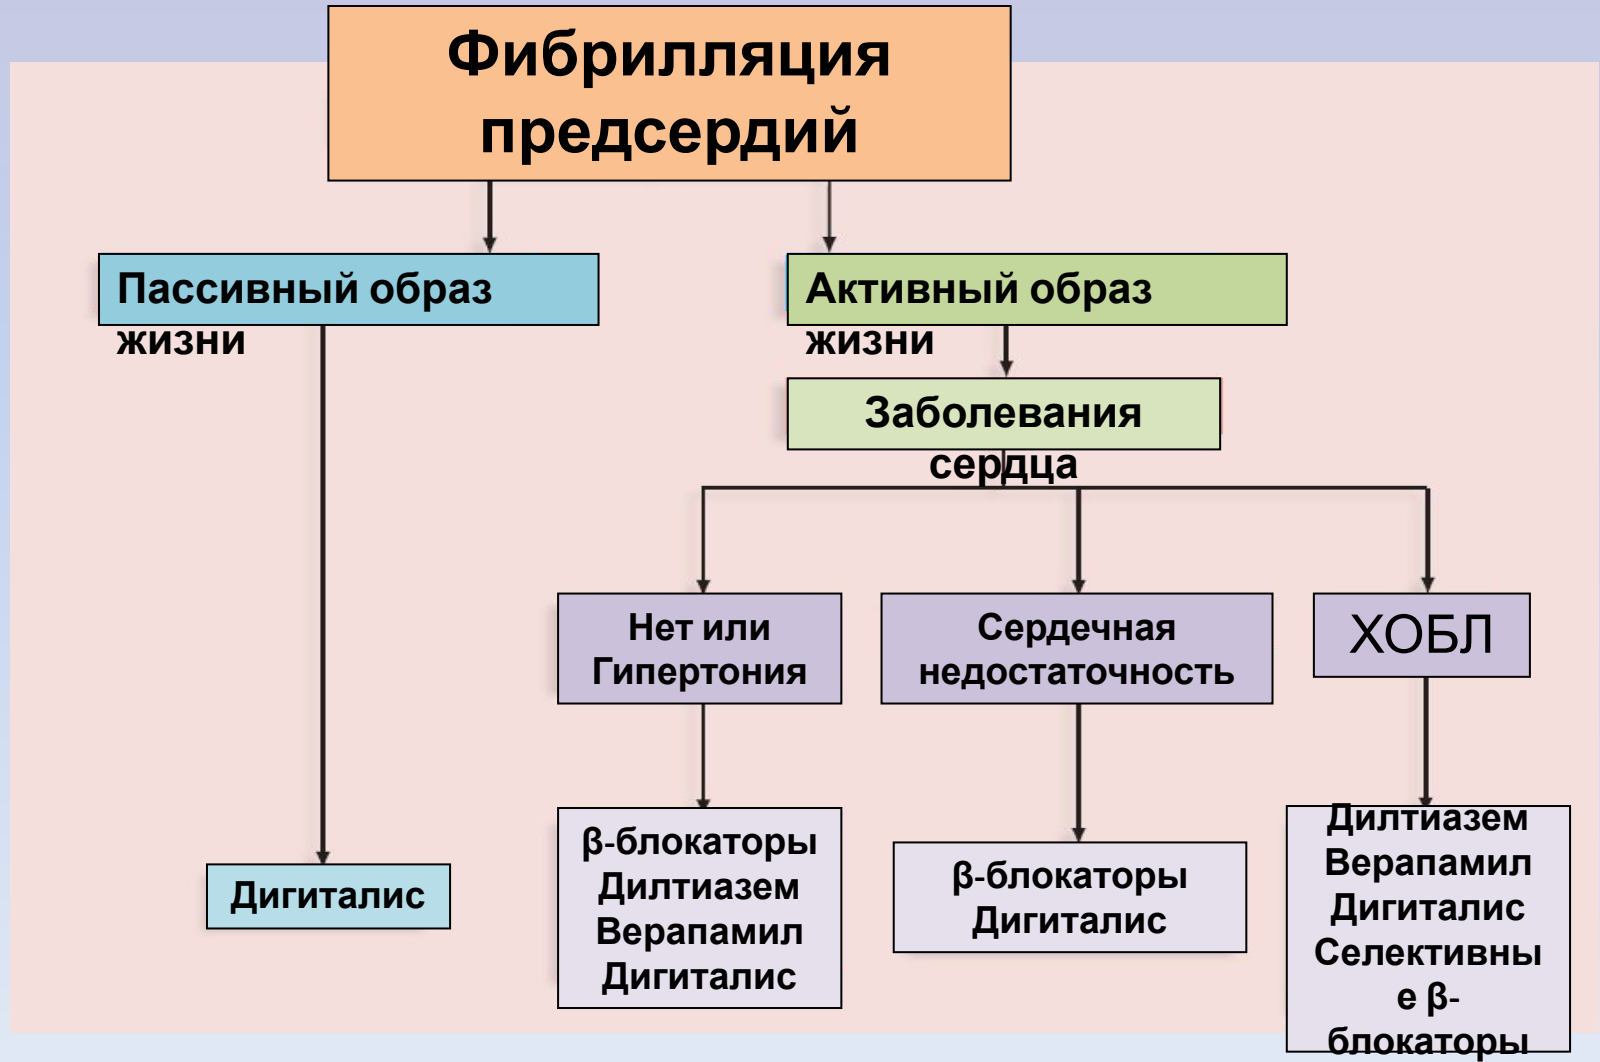 Фибрилляция
предсердий
Пассивный образ
жизни
Активный образ
жизни
Заболевания
сердца
Нет или
Гипертония
Сердечная
недостаточность
ХОБЛ
Дигиталис
β-блокаторы
Дилтиазем
Верапамил
Дигиталис
β-блокаторы
Дигиталис
Дилтиазем
Верапамил
Дигиталис
Селективны
е β-
блокаторы